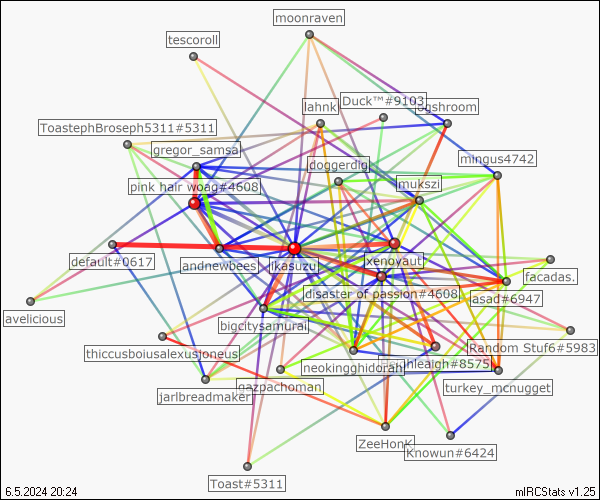 moonraven
tescoroll
lahnk
Duck™#9103
ogshroom
ToastephBroseph5311#5311
gregor_samsa
doggerdig
mingus4742
pink hair woag#4608
mukszi
default#0617
andnewbees
ikasuzu
xenoyaut
facadas.
disaster of passion#4608
asad#6947
avelicious
bigcitysamurai
thiccusboiusalexusjoneus
neokingghidorah
hleaigh#8575
Random Stuf6#5983
jarlbreadmaker
gazpachoman
turkey_mcnugget
ZeeHonK
Knowun#6424
Toast#5311
6.5.2024 20:24
mIRCStats v1.25